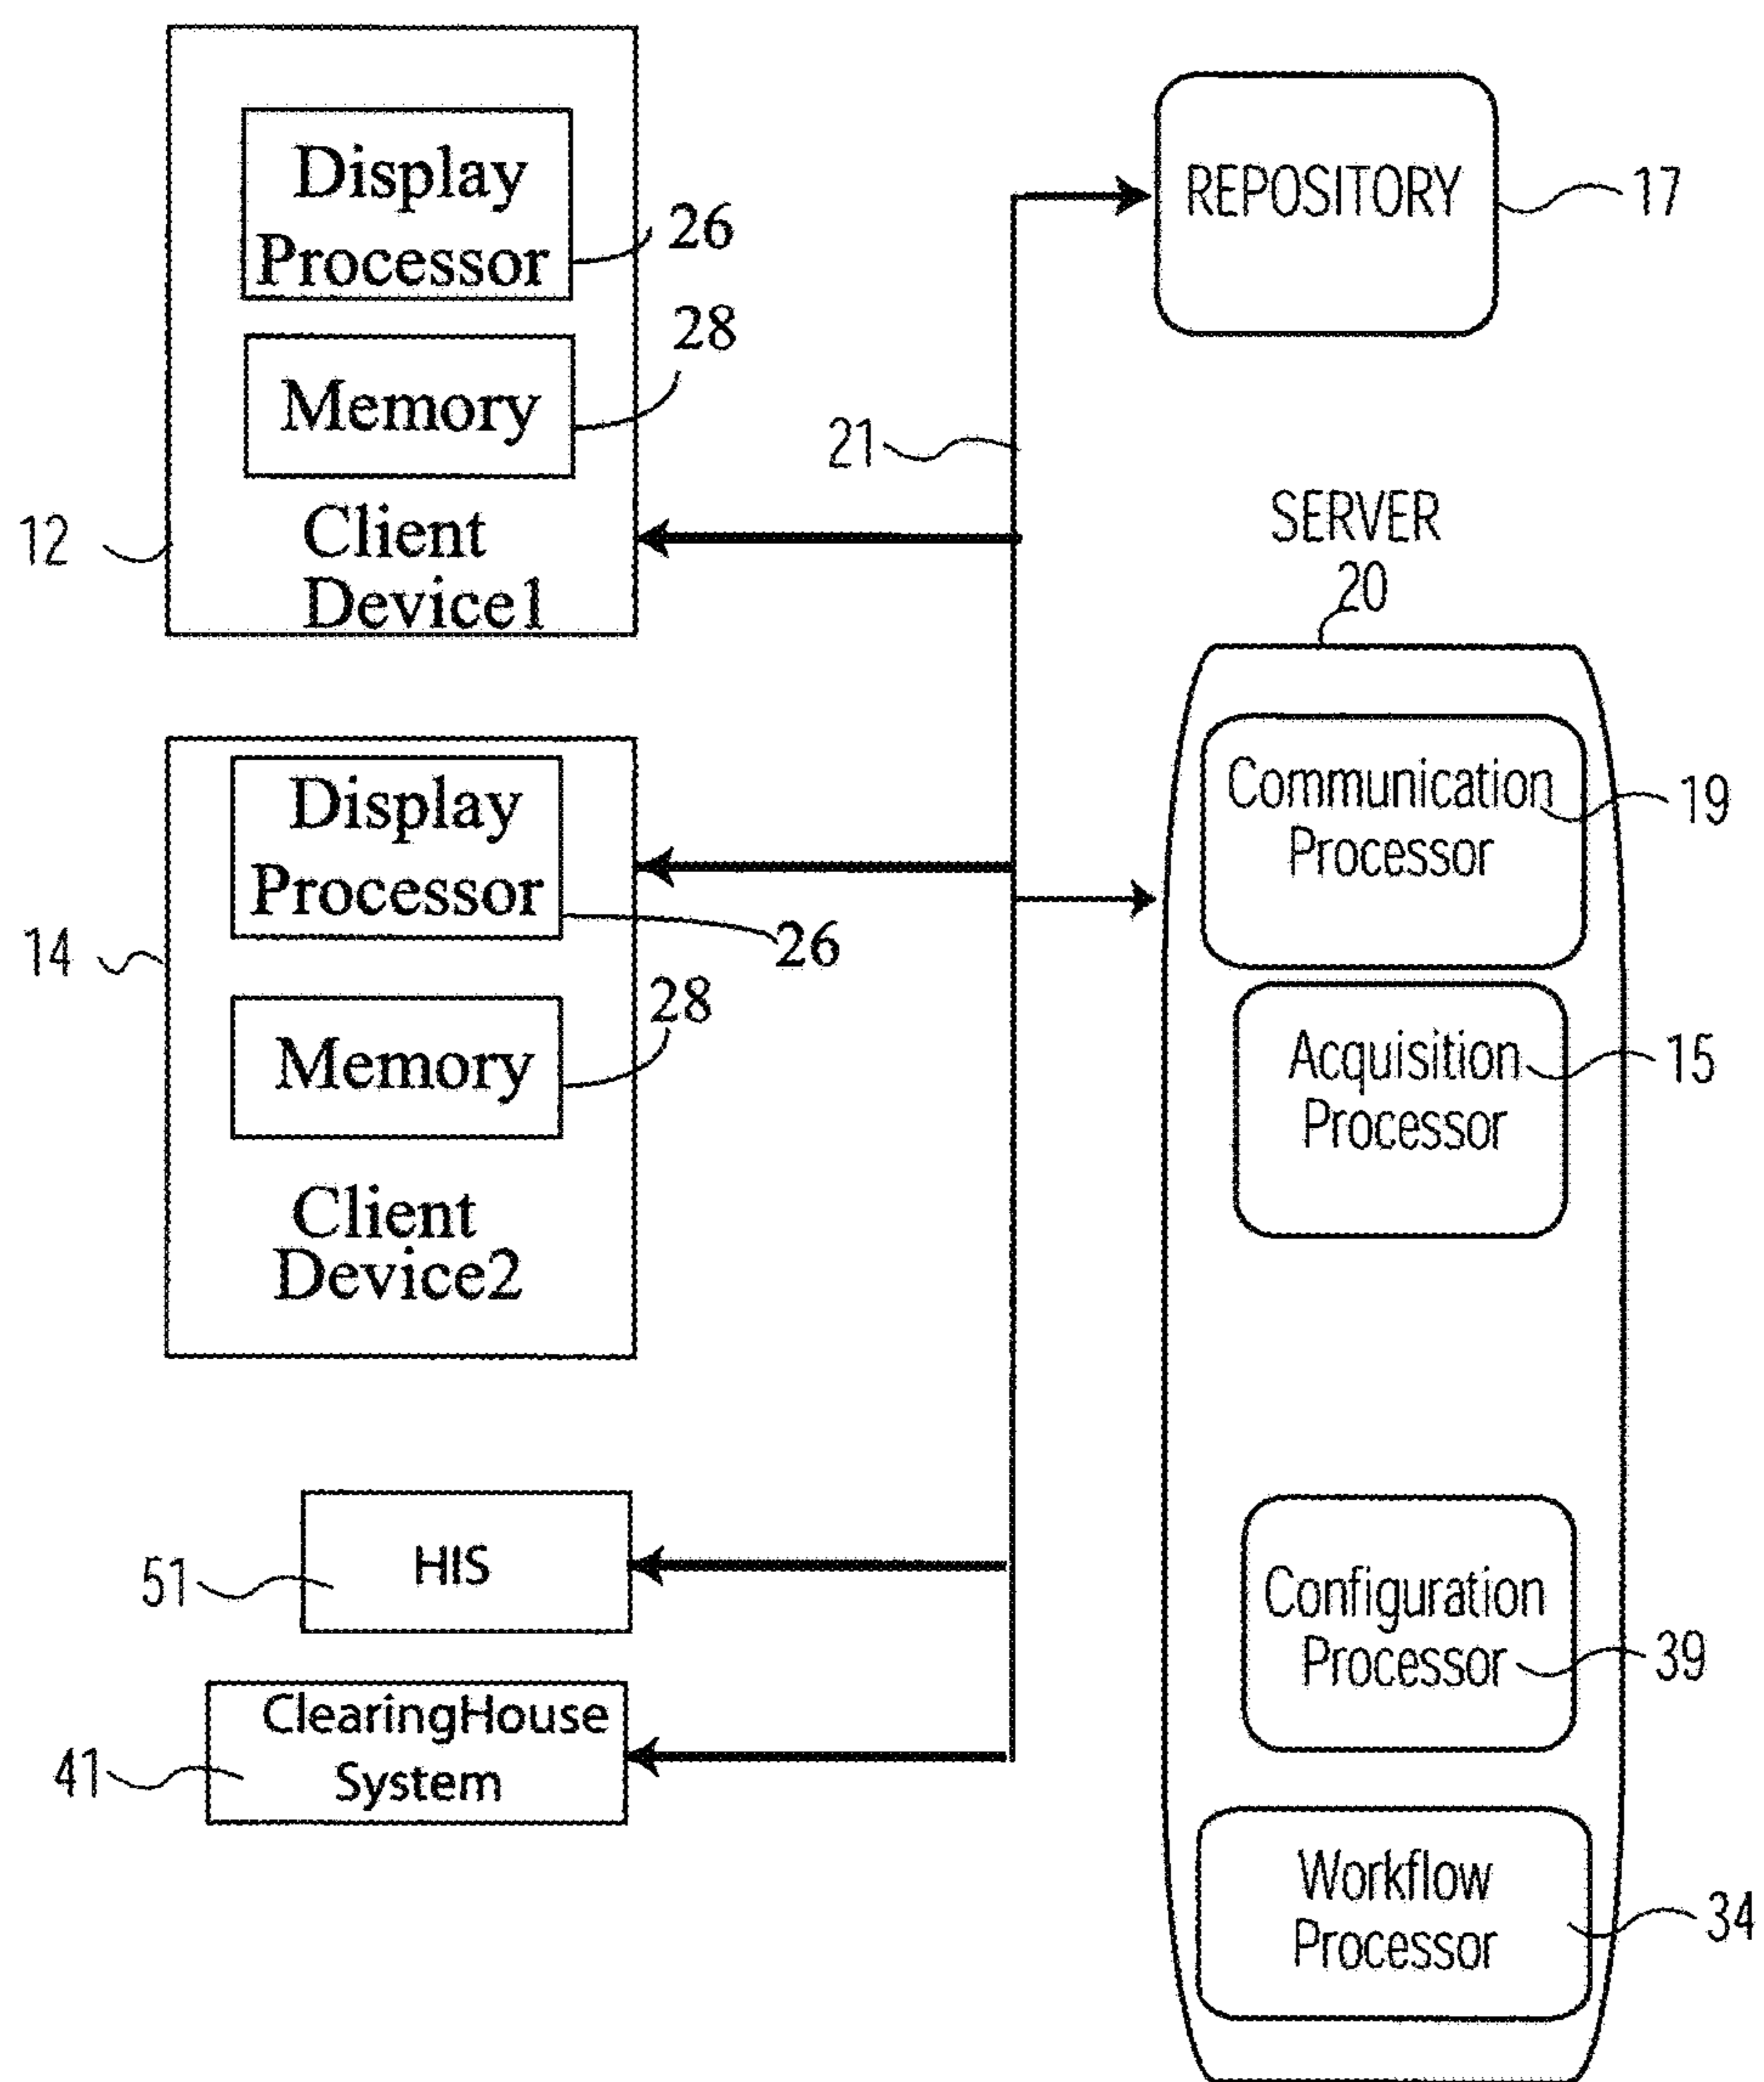 Display
Processor
26
Memory
28
Client
Device1
12
REPOSITORY
17
21
SERVER
20
Display
Processor
26
Memory
28
Client
Device2
14
Communication
Processor
19
Acquisition
Processor
15
HIS
51
ClearingHouse
System
41
Configuration
Processor
39
Workflow
Processor
34